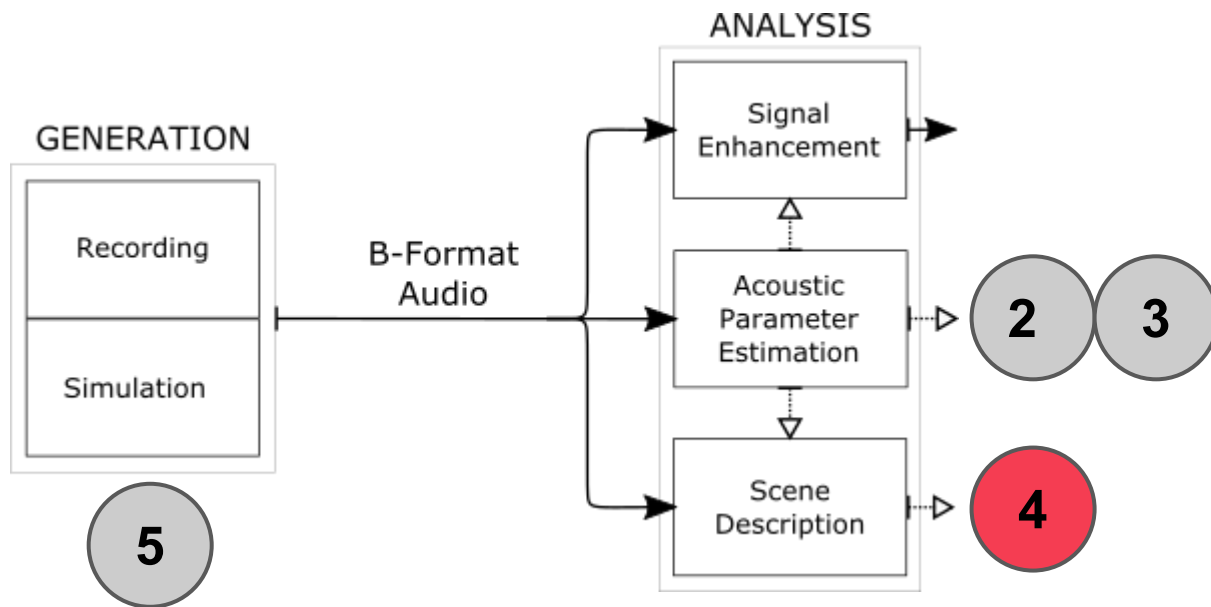 ANALYSIS
GENERATION
Recording
Simulation
5
B-Format
Audio
Signal
Enhancement
Acoustic
Parameter
Estimation
2
3
Scene
Description
4